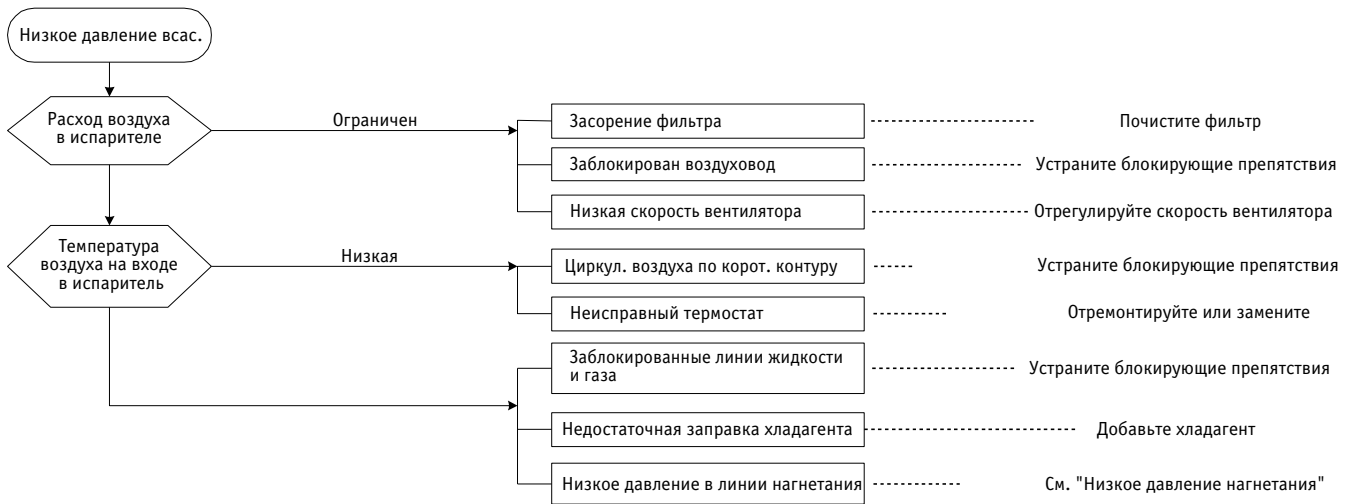 Низкое давление всас.
Расход воздуха
в испарителе
Ограничен
Засорение фильтра
Почистите фильтр
Заблокирован воздуховод
Устраните блокирующие препятствия
Низкая скорость вентилятора
Отрегулируйте скорость вентилятора
Температура
воздуха на входе
в испаритель
Низкая
Циркул. воздуха по корот. контуру
Устраните блокирующие препятствия
Неисправный термостат
Отремонтируйте или замените
Заблокированные линии жидкости
и газа
Устраните блокирующие препятствия
Недостаточная заправка хладагента
Добавьте хладагент
Низкое давление в линии нагнетания
См. "Низкое давление нагнетания"